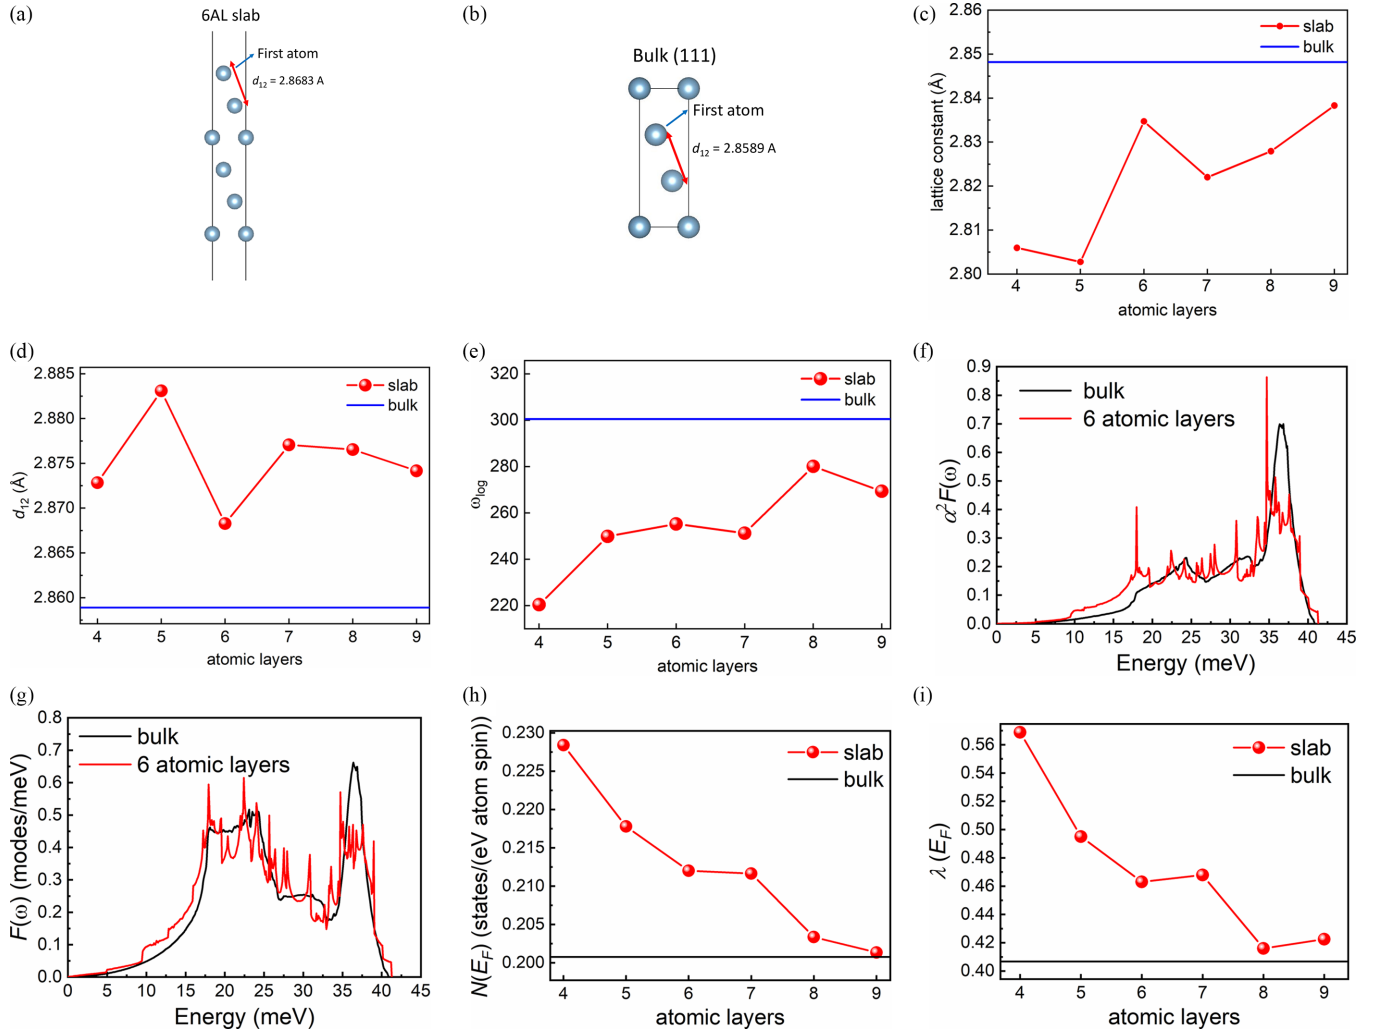 (a)
6AL slab
First atom
d12 = 2.8683 A
(b)
Bulk (111)
First atom
d12 = 2.8589 A
(c)
2.86
2.85
2.84
2.83
2.82
2.81
2.80
lattice constant (Å)
slab
bulk
4 5 6 7 8 9
atomic layers
(d)
2.885
2.880
2.875
2.870
2.865
2.860
d12 (Å)
slab
bulk
4 5 6 7 8 9
atomic layers
(e)
320
300
280
260
240
220
ωlog
slab
bulk
4 5 6 7 8 9
atomic layers
(f)
0.9
0.8
0.7
0.6
0.5
0.4
0.3
0.2
0.1
0.0
α²F(ω)
bulk
6 atomic layers
0 5 10 15 20 25 30 35 40 45
Energy (meV)
(g)
0.8
0.7
0.6
0.5
0.4
0.3
0.2
0.1
0.0
F(ω) (modes/meV)
bulk
6 atomic layers
0 5 10 15 20 25 30 35 40 45
Energy (meV)
(h)
0.230
0.225
0.220
0.215
0.210
0.205
0.200
N(EF) (states/(eV atom spin))
slab
bulk
4 5 6 7 8 9
atomic layers
(i)
0.56
0.54
0.52
0.50
0.48
0.46
0.44
0.42
0.40
λ (EF)
slab
bulk
4 5 6 7 8 9
atomic layers